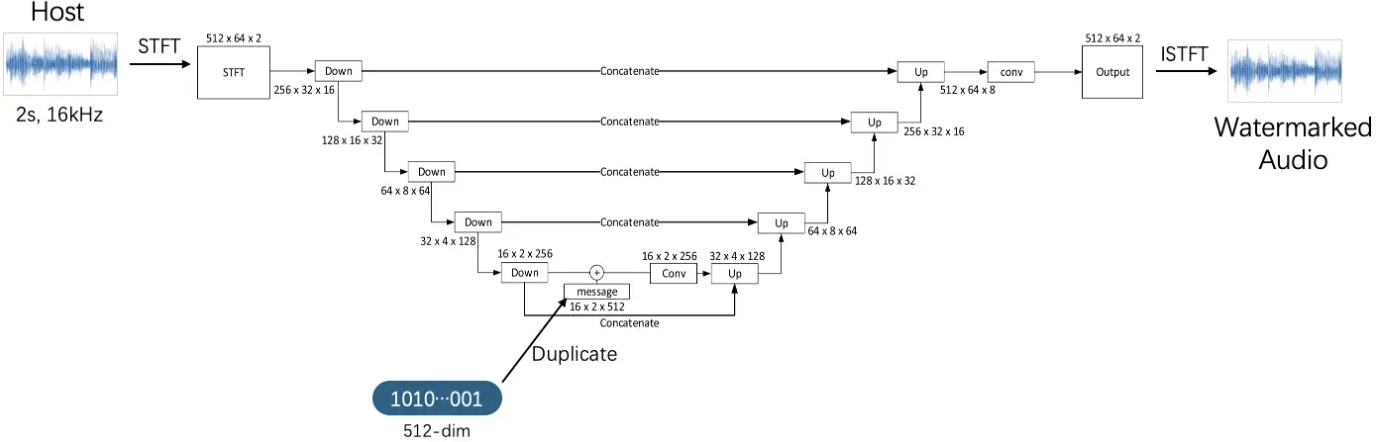 Host
2s, 16kHz
STFT
512 x 64 x 2
STFT
256 x 32 x 16
Down
Concatenate
Up
512 x 64 x 8
conv
512 x 64 x 2
Output
ISTFT
Watermarked
Audio
Down
128 x 16 x 32
Concatenate
Up
256 x 32 x 16
Down
64 x 8 x 64
Concatenate
Up
128 x 16 x 32
Down
32 x 4 x 128
Concatenate
Up
64 x 8 x 64
16 x 2 x 256
Down
+
16 x 2 x 256
Conv
32 x 4 x 128
Up
message
16 x 2 x 512
Concatenate
Duplicate
1010···001
512-dim